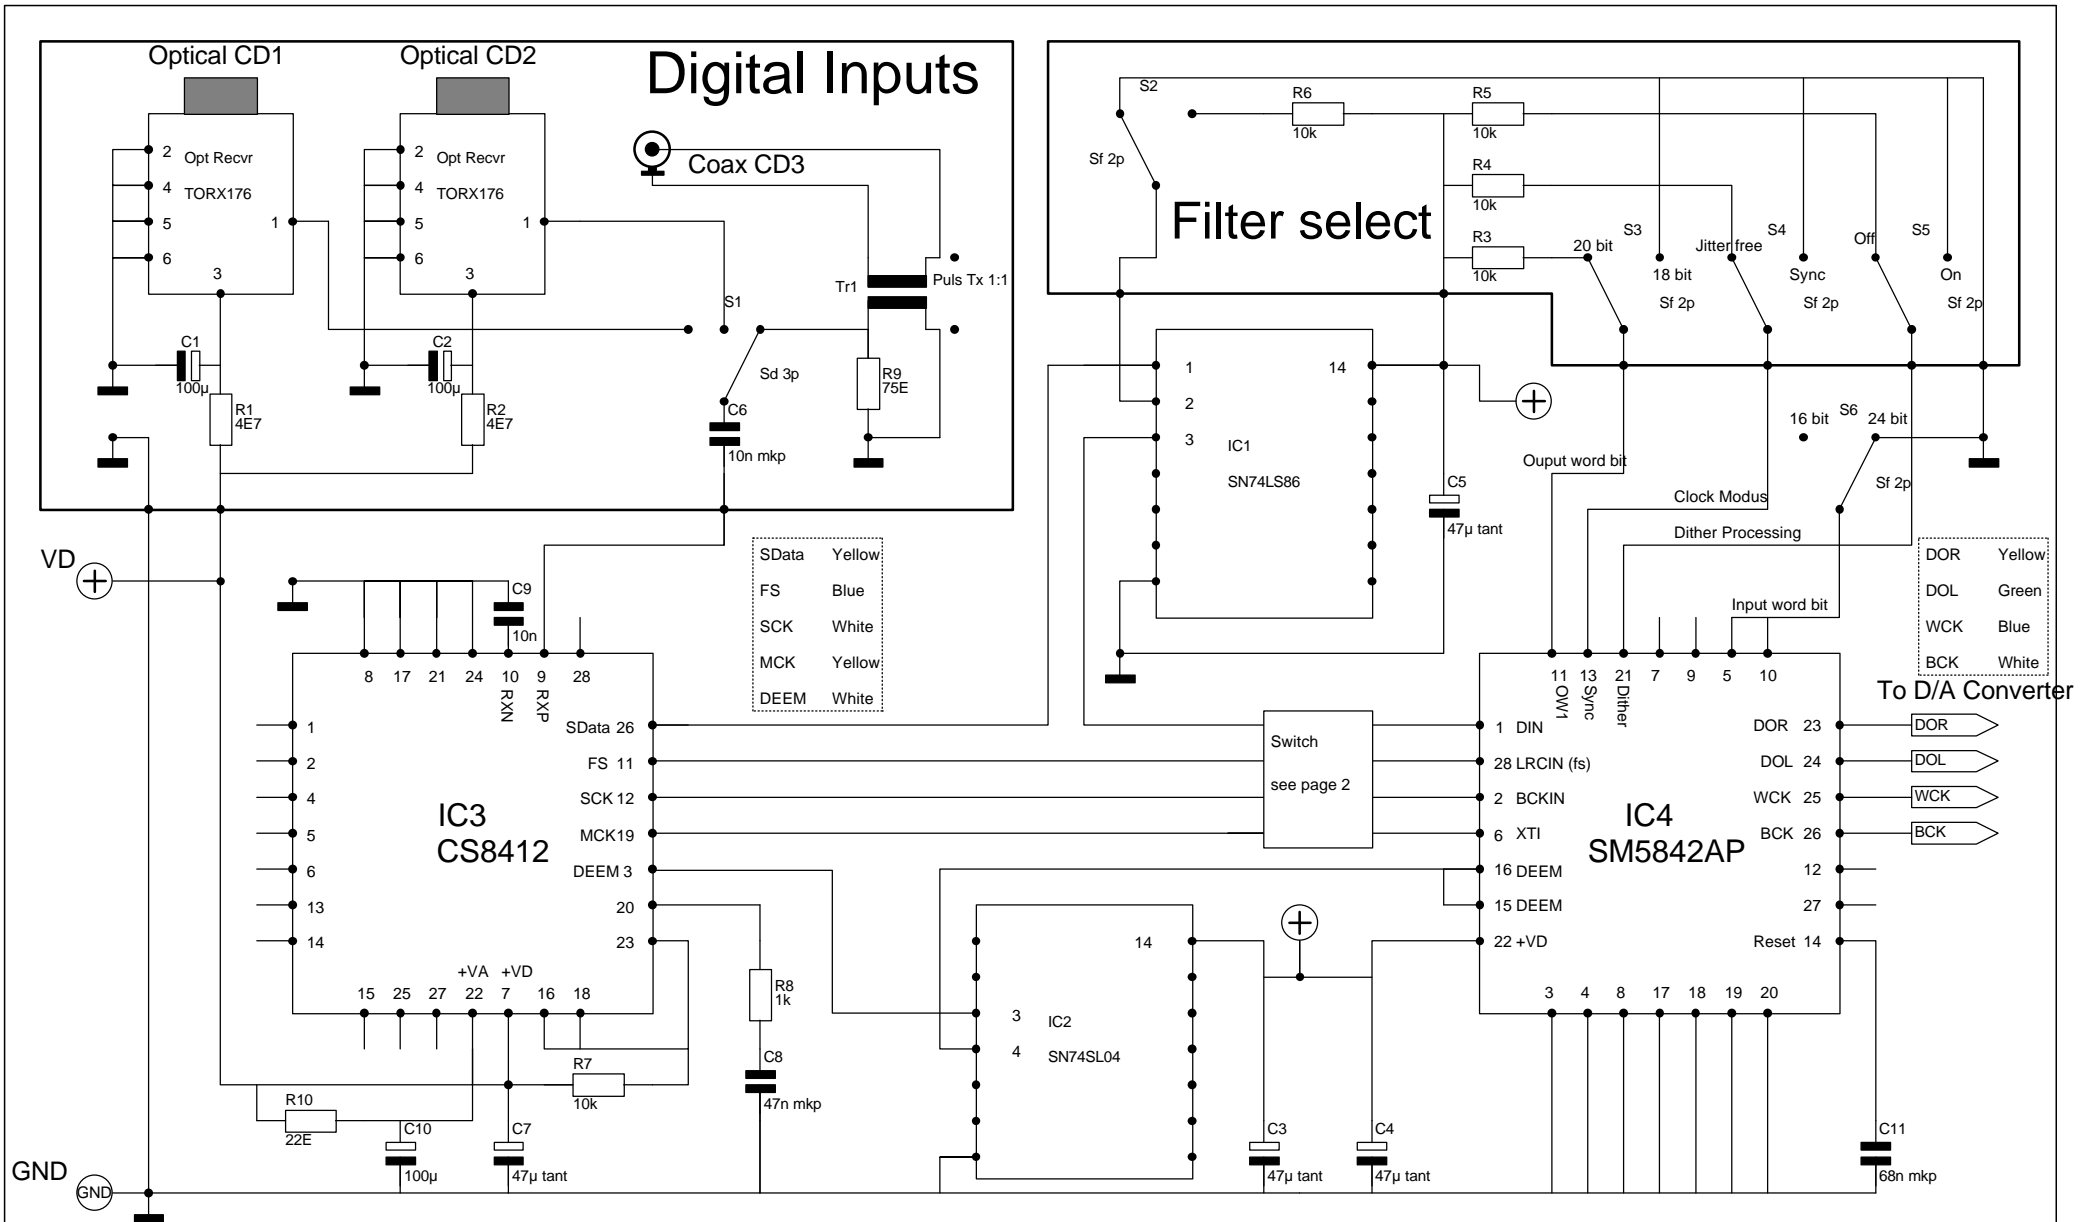 Optical CD1
Optical CD2
Digital Inputs
2
4
5
6
Opt Recvr
TORX176
1
3
2
4
5
6
Opt Recvr
TORX176
1
3
Coax CD3
C1
100µ
R1
4E7
C2
100µ
R2
4E7
S1
Sd 3p
C6
10n mkp
Tr1
Puls Tx 1:1
R9
75E
S2
Sf 2p
R6
10k
R5
10k
R4
10k
R3
10k
Filter select
20 bit
S3
18 bit
Sf 2p
Jitter free
S4
Sync
Sf 2p
Off
S5
On
Sf 2p
1
2
3
14
IC1
SN74LS86
C5
47µ tant
16 bit
S6
24 bit
Sf 2p
Ouput word bit
Clock Modus
Dither Processing
Input word bit
VD
SData Yellow
FS Blue
SCK White
MCK Yellow
DEEM White
DOR Yellow
DOL Green
WCK Blue
BCK White
To D/A Converter
C9
10n
8 17 21 24 10 9 28
RXN
RXP
1
2
4
5
6
13
14
IC3
CS8412
SData 26
FS 11
SCK 12
MCK19
DEEM 3
20
23
+VA +VD
15 25 27 22 7 16 18
R8
1k
C8
47n mkp
R7
10k
R10
22E
C10
100µ
C7
47µ tant
GND
GND
Switch
see page 2
14
3
4
IC2
SN74SL04
C3
47µ tant
C4
47µ tant
11 13 21 7 9 5 10
OW1
Sync
Dither
1 DIN
28 LRCIN (fs)
2 BCKIN
6 XTI
16 DEEM
15 DEEM
22 +VD
IC4
SM5842AP
DOR 23
DOL 24
WCK 25
BCK 26
12
27
Reset 14
DOR
DOL
WCK
BCK
3 4 8 17 18 19 20
C11
68n mkp